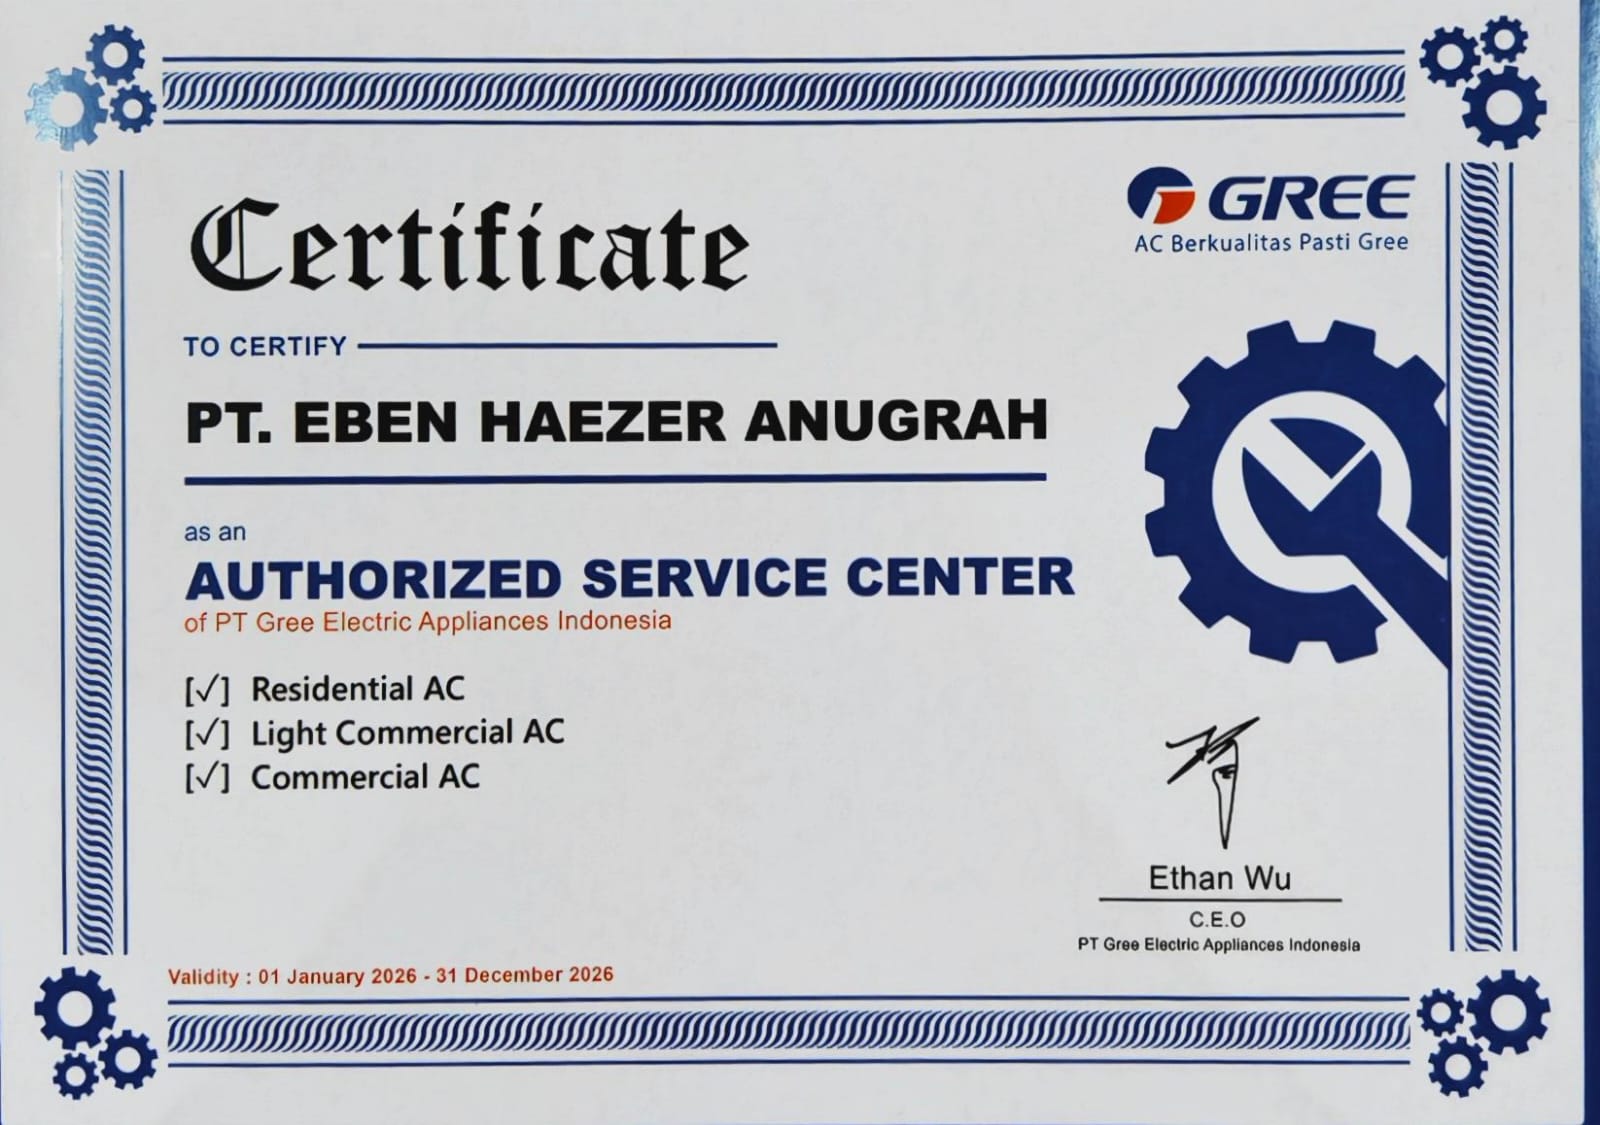 GREE
AC Berkualitas Pasti Gree
Certificate
TO CERTIFY
PT. EBEN HAEZER ANUGRAH
as an
AUTHORIZED SERVICE CENTER
of PT Gree Electric Appliances Indonesia
[✓] Residential AC
[✓] Light Commercial AC
[✓] Commercial AC
Ethan Wu
C.E.O
PT Gree Electric Appliances Indonesia
Validity : 01 January 2026 - 31 December 2026